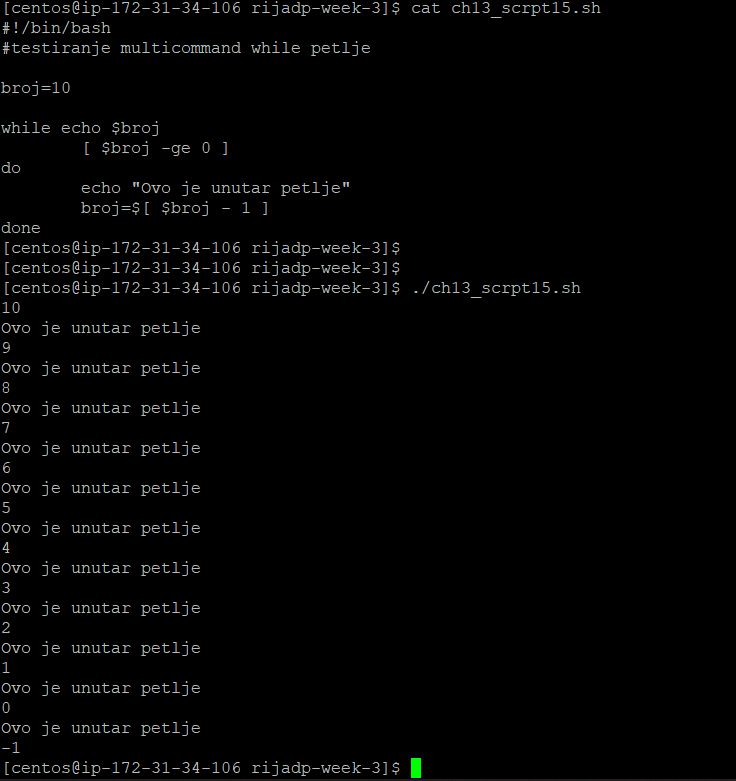 [centos@ip-172-31-34-106 rijadp-week-3]$ cat ch13_scrpt15.sh
#!/bin/bash
#testiranje multicommand while petlje
broj=10
while echo $broj
[ $broj -ge 0 ]
do
echo "Ovo je unutar petlje"
broj=$[ $broj - 1 ]
done
[centos@ip-172-31-34-106 rijadp-week-3]$
[centos@ip-172-31-34-106 rijadp-week-3]$
[centos@ip-172-31-34-106 rijadp-week-3]$ ./ch13_scrpt15.sh
10
Ovo je unutar petlje
9
Ovo je unutar petlje
8
Ovo je unutar petlje
7
Ovo je unutar petlje
6
Ovo je unutar petlje
5
Ovo je unutar petlje
4
Ovo je unutar petlje
3
Ovo je unutar petlje
2
Ovo je unutar petlje
1
Ovo je unutar petlje
0
Ovo je unutar petlje
-1
[centos@ip-172-31-34-106 rijadp-week-3]$